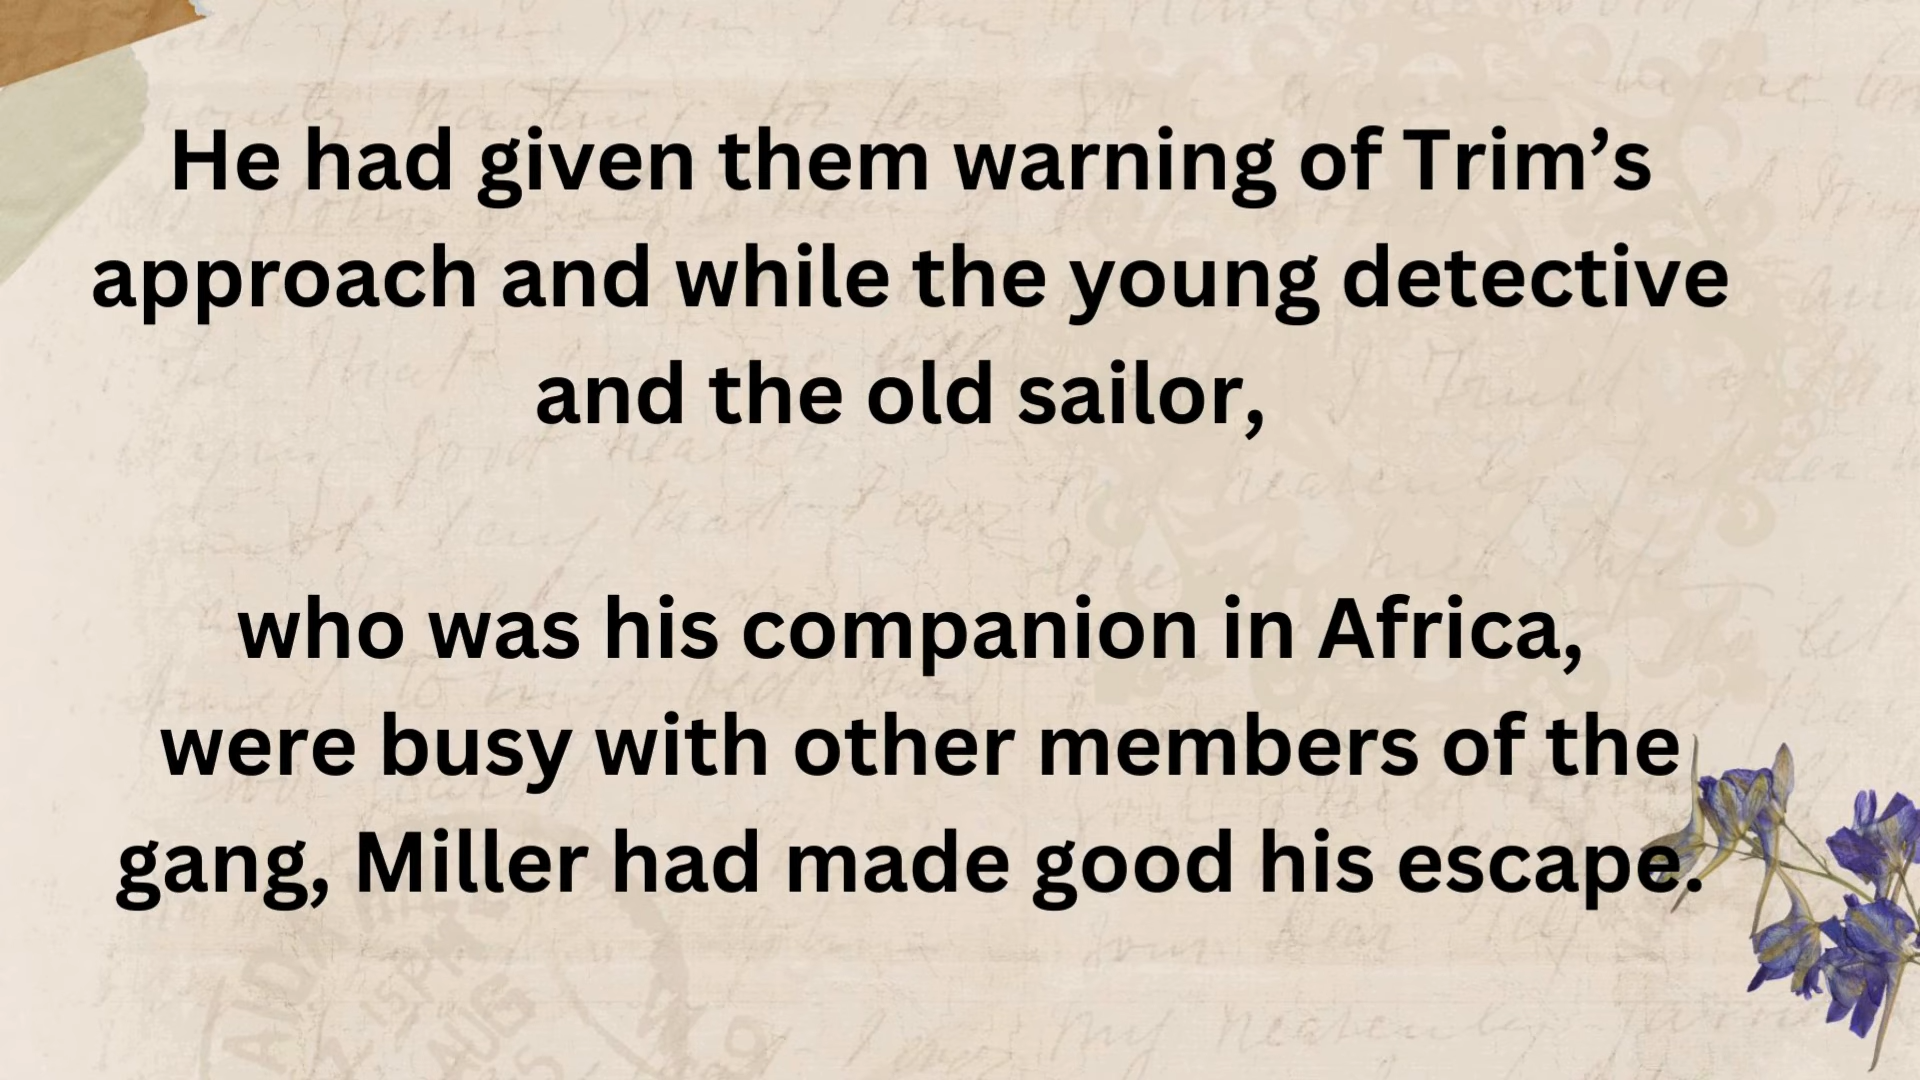 He had given them warning of Trim’s
approach and while the young detective
and the old sailor,
who was his companion in Africa,
were busy with other members of the
gang, Miller had made good his escape.